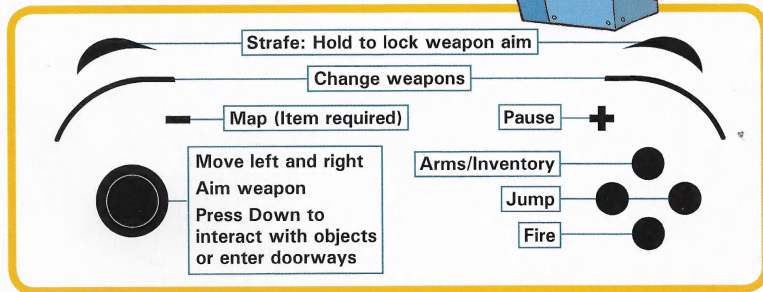 Strafe: Hold to lock weapon aim
Change weapons
Map (Item required)
Pause
Move left and right
Aim weapon
Press Down to
interact with objects
or enter doorways
Arms/Inventory
Jump
Fire